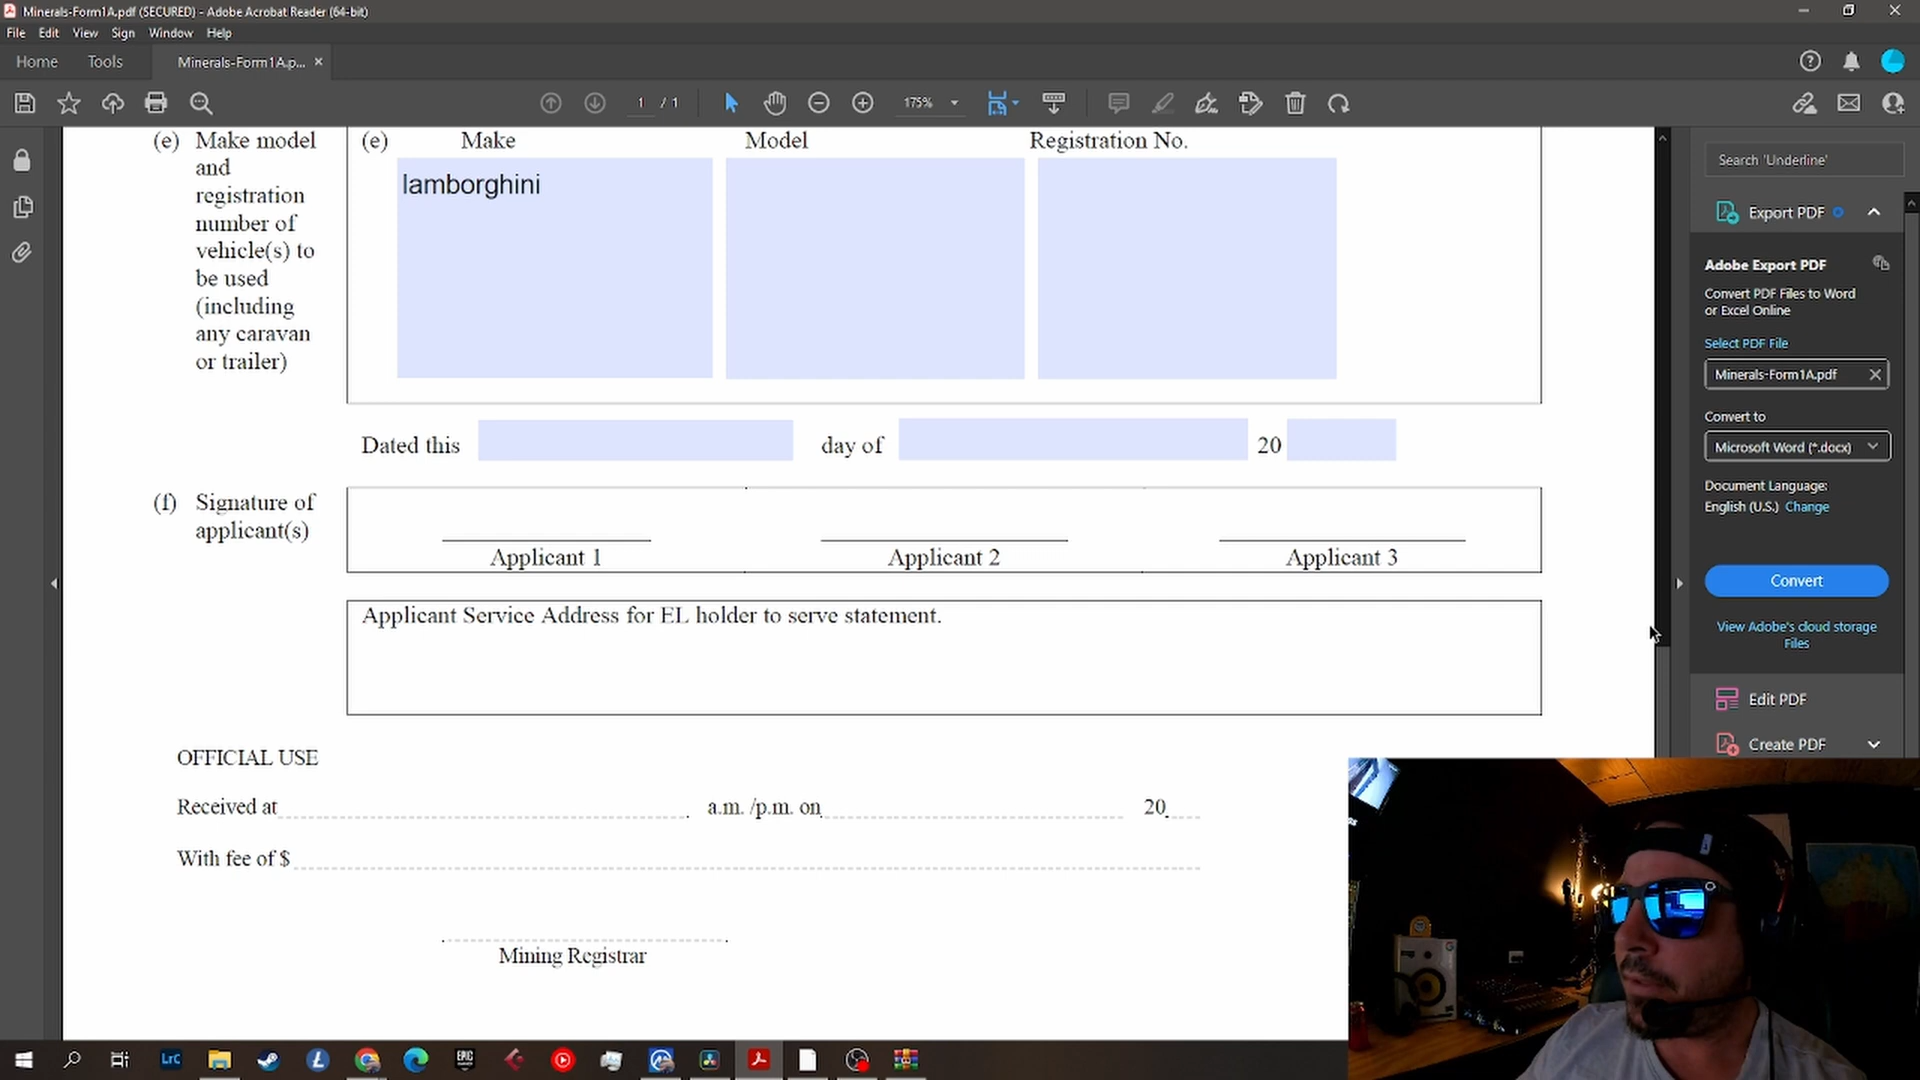 Minerals-Form1A.pdf (SECURED) - Adobe Acrobat Reader (64-bit)
File Edit View Sign Window Help
Home Tools Minerals-Form1A.p...
1 / 1 175%
(e) Make model and registration number of vehicle(s) to be used (including any caravan or trailer)
(e) Make Model Registration No.
lamborghini
Dated this day of 20
(f) Signature of applicant(s)
Applicant 1 Applicant 2 Applicant 3
Applicant Service Address for EL holder to serve statement.
OFFICIAL USE
Received at a.m. /p.m. on 20
With fee of $
Mining Registrar
Search 'Underline'
Export PDF
Adobe Export PDF
Convert PDF Files to Word
or Excel Online
Select PDF File
Minerals-Form1A.pdf
Convert to
Microsoft Word (*.docx)
Document Language:
English (U.S.) Change
Convert
View Adobe's cloud storage
Files
Edit PDF
Create PDF
LrC
EPIC